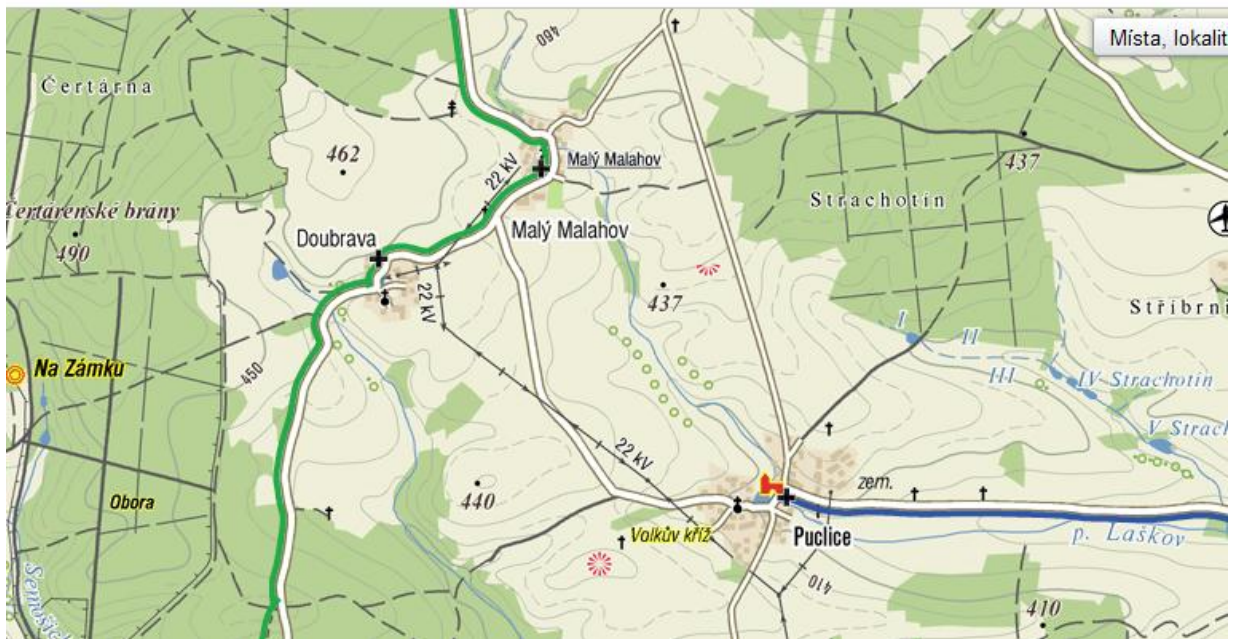 460
Místa, lokalit
Čertárna
462
22 kV
Malý Malahov
437
Strachotín
Čertárenské brány
490
Doubrava
Malý Malahov
22 kV
437
Stříbrni
I
II
III
IV Strachotín
V Strach
Na Zámku
450
22 kV
440
Obora
zem.
Volkův kříž
Puclice
p. Laškov
410
410